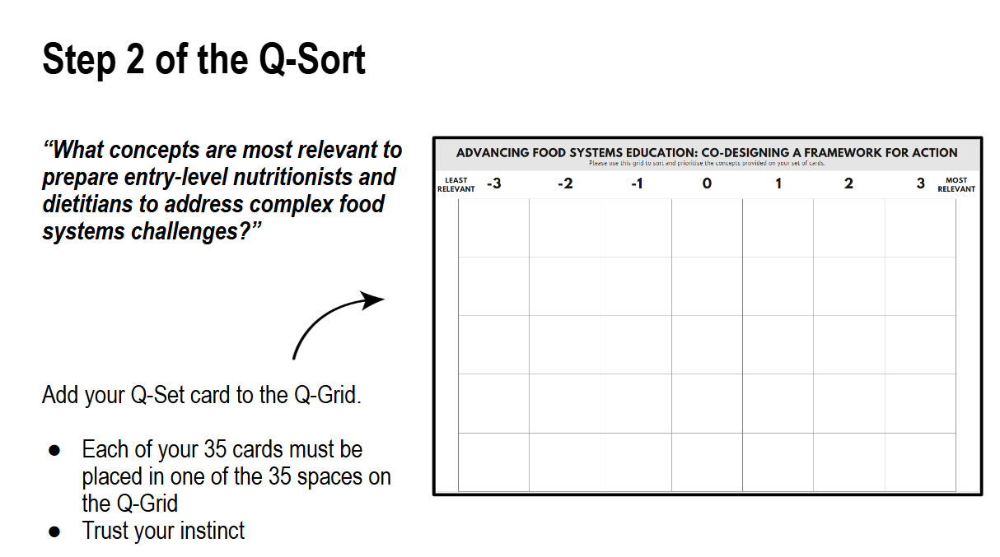 Step 2 of the Q-Sort
“What concepts are most relevant to
prepare entry-level nutritionists and
dietitians to address complex food
systems challenges?”
Add your Q-Set card to the Q-Grid.
● Each of your 35 cards must be
placed in one of the 35 spaces on
the Q-Grid
● Trust your instinct
ADVANCING FOOD SYSTEMS EDUCATION: CO-DESIGNING A FRAMEWORK FOR ACTION
Please use this grid to sort and prioritise the concepts provided on your set of cards.
LEAST
RELEVANT -3 -2 -1 0 1 2 3 MOST
RELEVANT